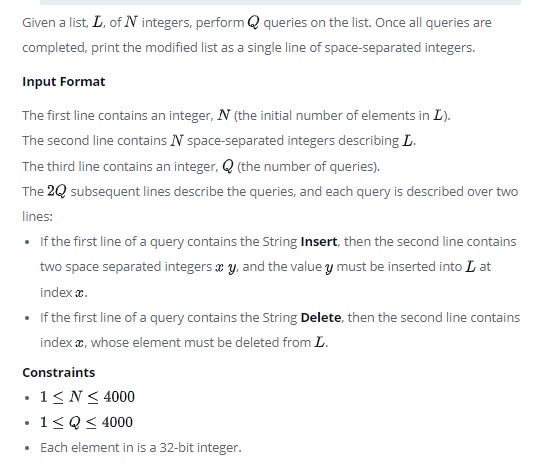 Given a list, L, of N integers, perform Q queries on the list. Once all queries are
completed, print the modified list as a single line of space-separated integers.
Input Format
The first line contains an integer, N (the initial number of elements in L).
The second line contains N space-separated integers describing L.
The third line contains an integer, Q (the number of queries).
The 2Q subsequent lines describe the queries, and each query is described over two
lines:
• If the first line of a query contains the String Insert, then the second line contains
two space separated integers x y, and the value y must be inserted into L at
index x.
• If the first line of a query contains the String Delete, then the second line contains
index x, whose element must be deleted from L.
Constraints
• 1 ≤ N ≤ 4000
• 1 ≤ Q ≤ 4000
• Each element in is a 32-bit integer.